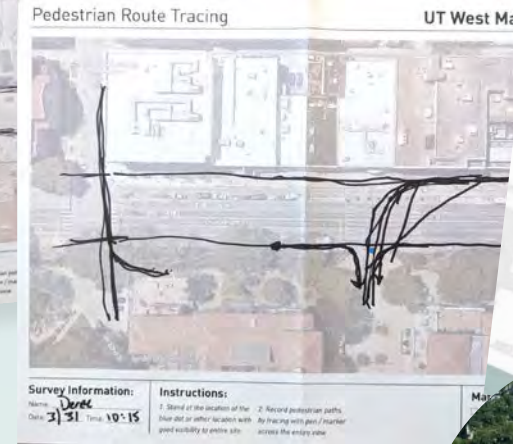 Pedestrian Route Tracing
UT West Ma
Survey Information:
Name: Derek
Date: 3|31 Time: 10:15
Instructions:
1. Stand at the location of the
blue dot or other location with
good visibility to entire site.
2. Record pedestrian paths
by tracing with pen / marker
across the entire view
Mar